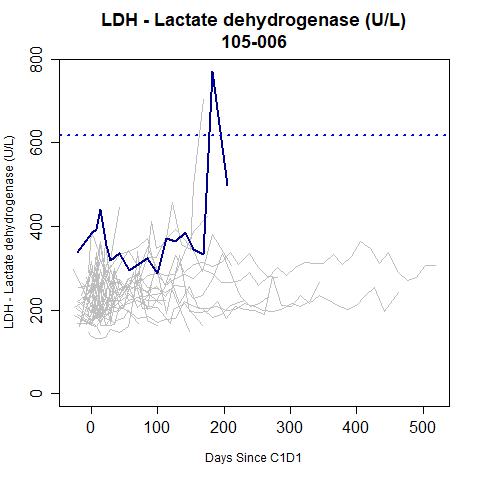 LDH - Lactate dehydrogenase (U/L)
105-006
LDH - Lactate dehydrogenase (U/L)
800
600
400
200
0
0 100 200 300 400 500
Days Since C1D1